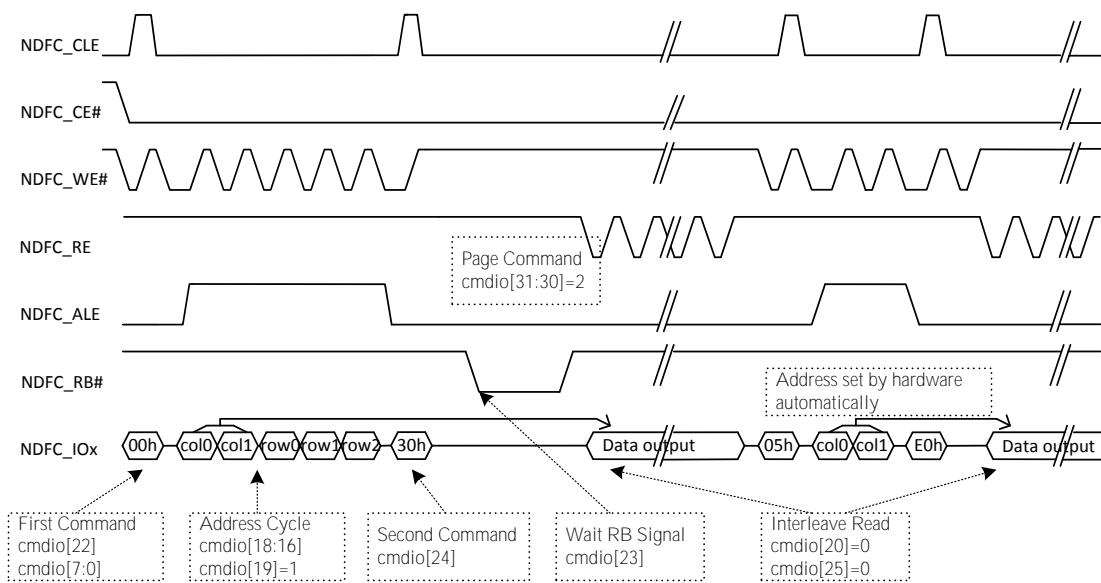 NDFC_CLE
NDFC_CE#
NDFC_WE#
NDFC_RE
Page Command
cmdio[31:30]=2
NDFC_ALE
NDFC_RB#
Address set by hardware
automatically
NDFC_IOx
00h col0 col1 row0 row1 row2 30h Data output 05h col0 col1 E0h Data output
First Command
cmdio[22]
cmdio[7:0]
Address Cycle
cmdio[18:16]
cmdio[19]=1
Second Command
cmdio[24]
Wait RB Signal
cmdio[23]
Interleave Read
cmdio[20]=0
cmdio[25]=0